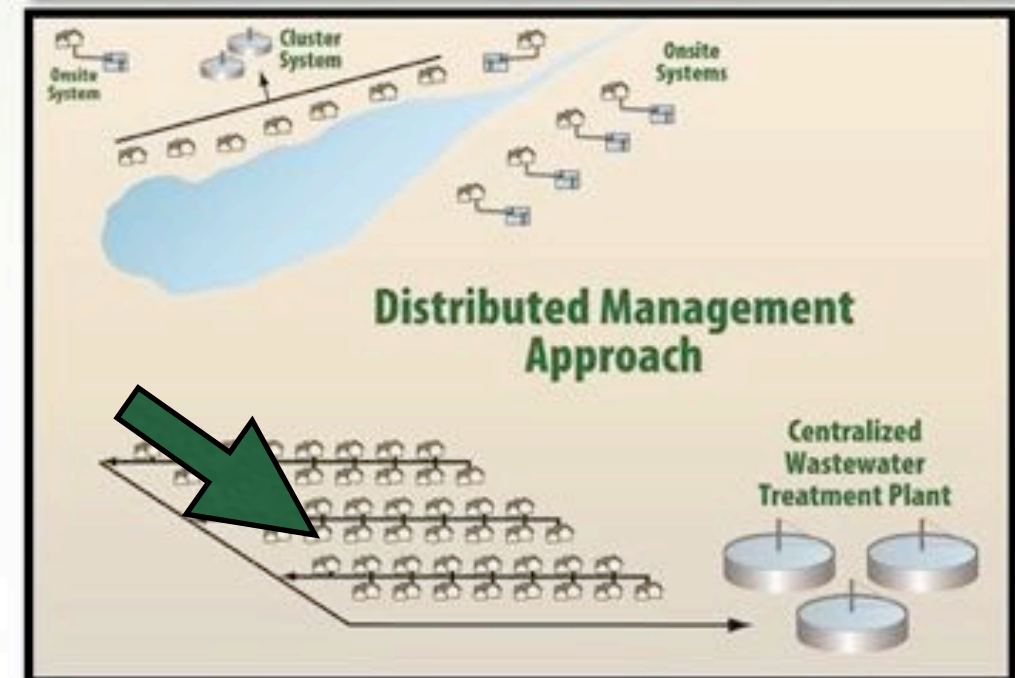 Cluster
System
Onsite
System
Onsite
Systems
Distributed Management
Approach
Centralized
Wastewater
Treatment Plant